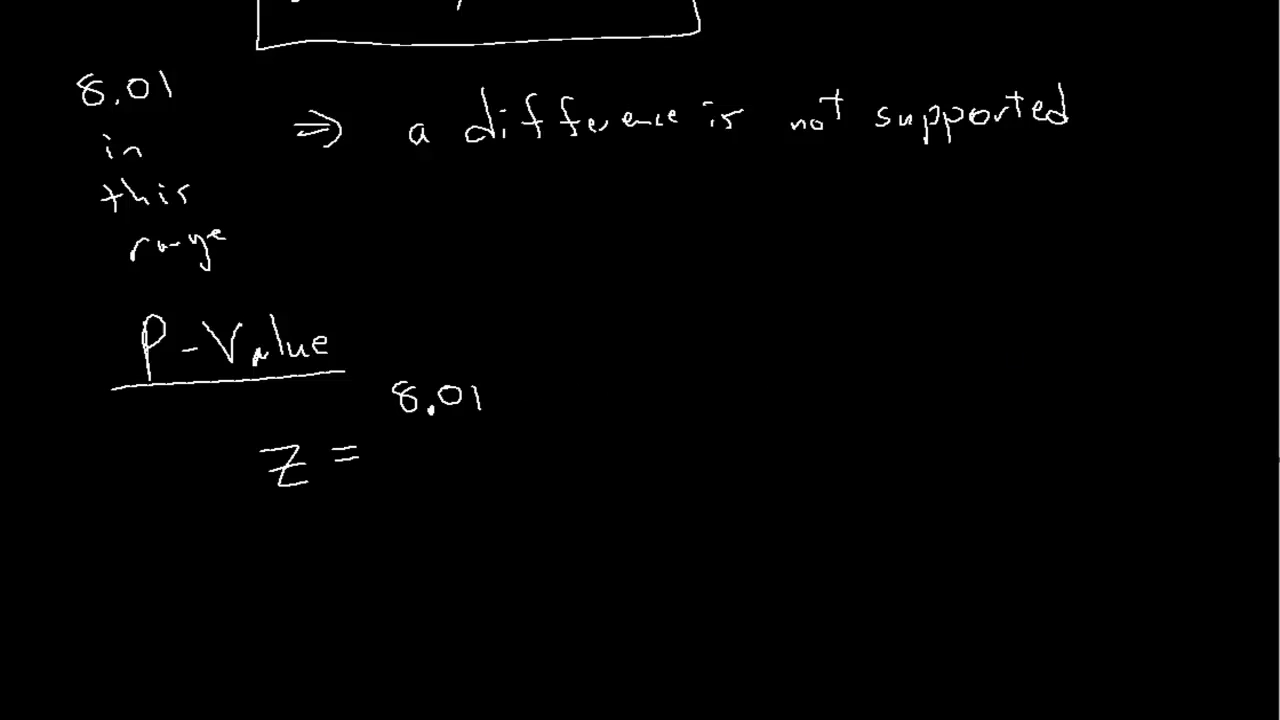 8.01
in
this
range
⇒ a difference is not supported
P-Value
8.01
Z =